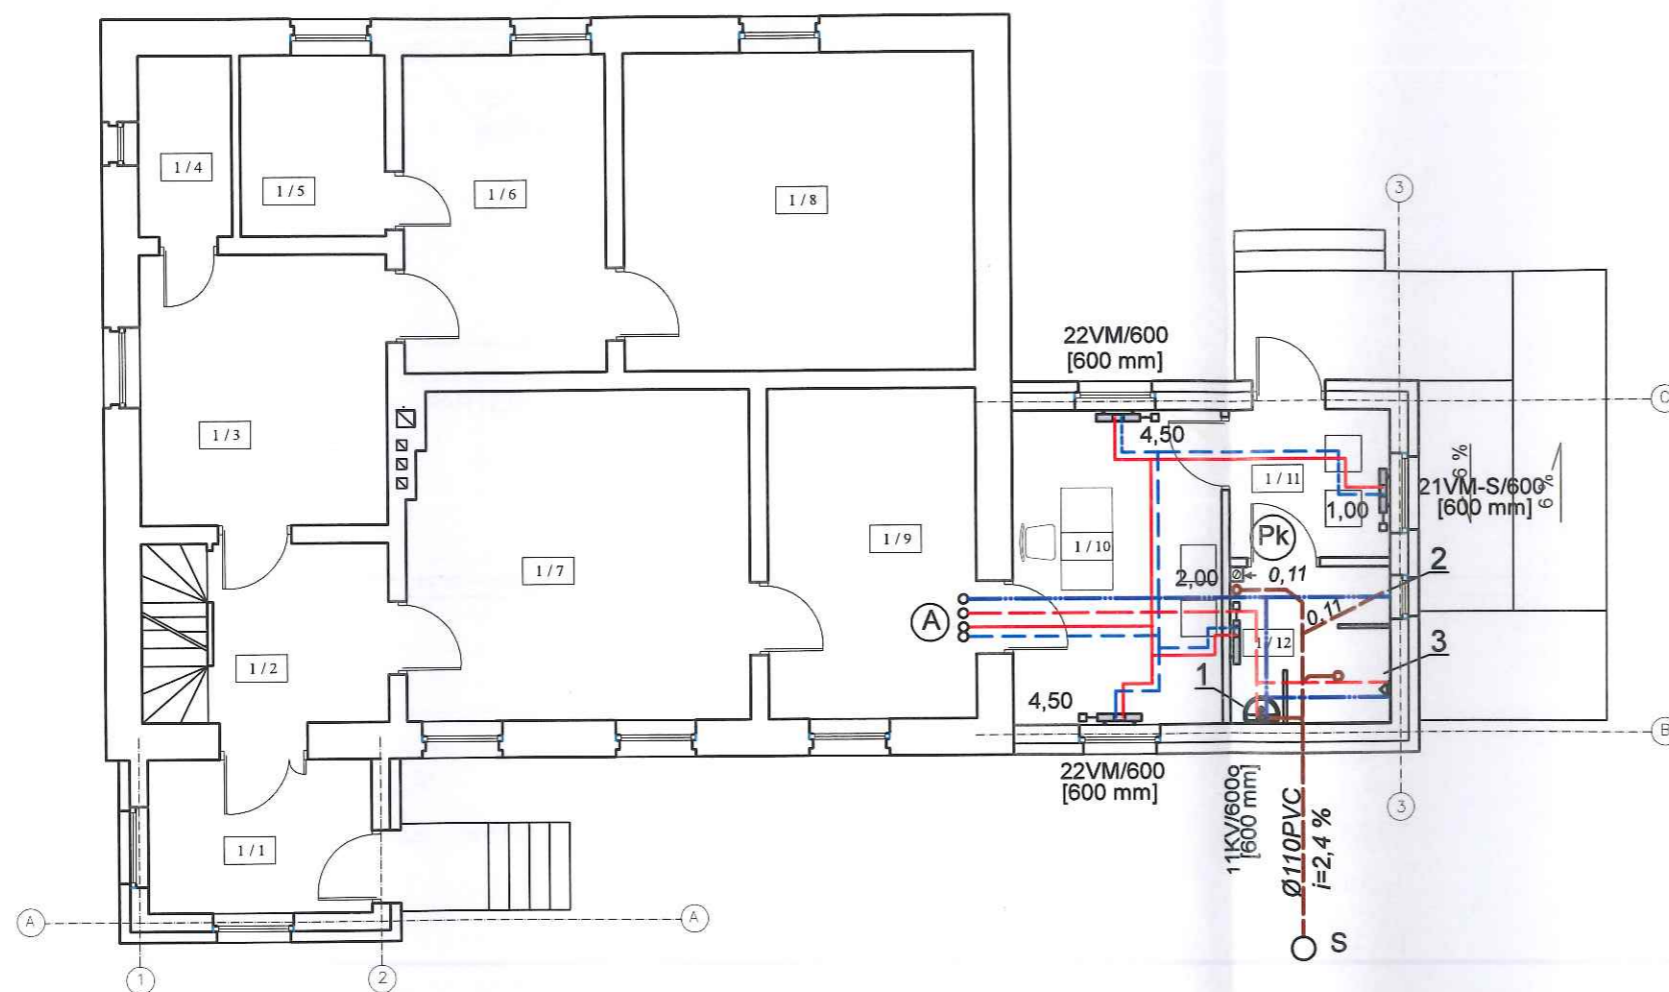 1 / 4
1 / 5
1 / 6
1 / 8
3
22VM/600
[600 mm]
C
1 / 3
4,50
1 / 11
6 %
6 %
21VM-S/600
[600 mm]
1,00
Pk
1 / 9
1 / 10
1 / 7
2,00
0,11
2
0,11
A
1 / 12
3
1 / 2
1
4,50
B
22VM/600
[600 mm]
11KV/600
[600 mm]
Ø110PVC
i=2,4 %
3
1 / 1
A
A
S
1
2